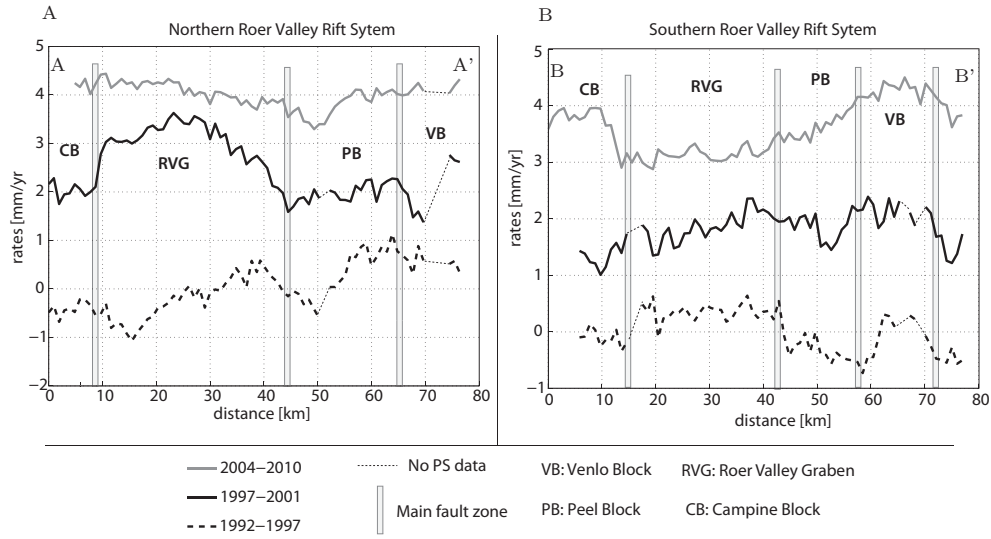 A
B
Northern Roer Valley Rift Sytem
Southern Roer Valley Rift Sytem
A
A’
B
B’
CB
RVG
PB
VB
CB
RVG
PB
VB
5
4
3
2
1
0
−1
−2
rates [mm/yr]
0 10 20 30 40 50 60 70 80
distance [km]
5
4
3
2
1
0
−1
rates [mm/yr]
0 10 20 30 40 50 60 70 80
distance [km]
2004−2010
1997−2001
1992−1997
No PS data
Main fault zone
VB: Venlo Block
RVG: Roer Valley Graben
PB: Peel Block
CB: Campine Block